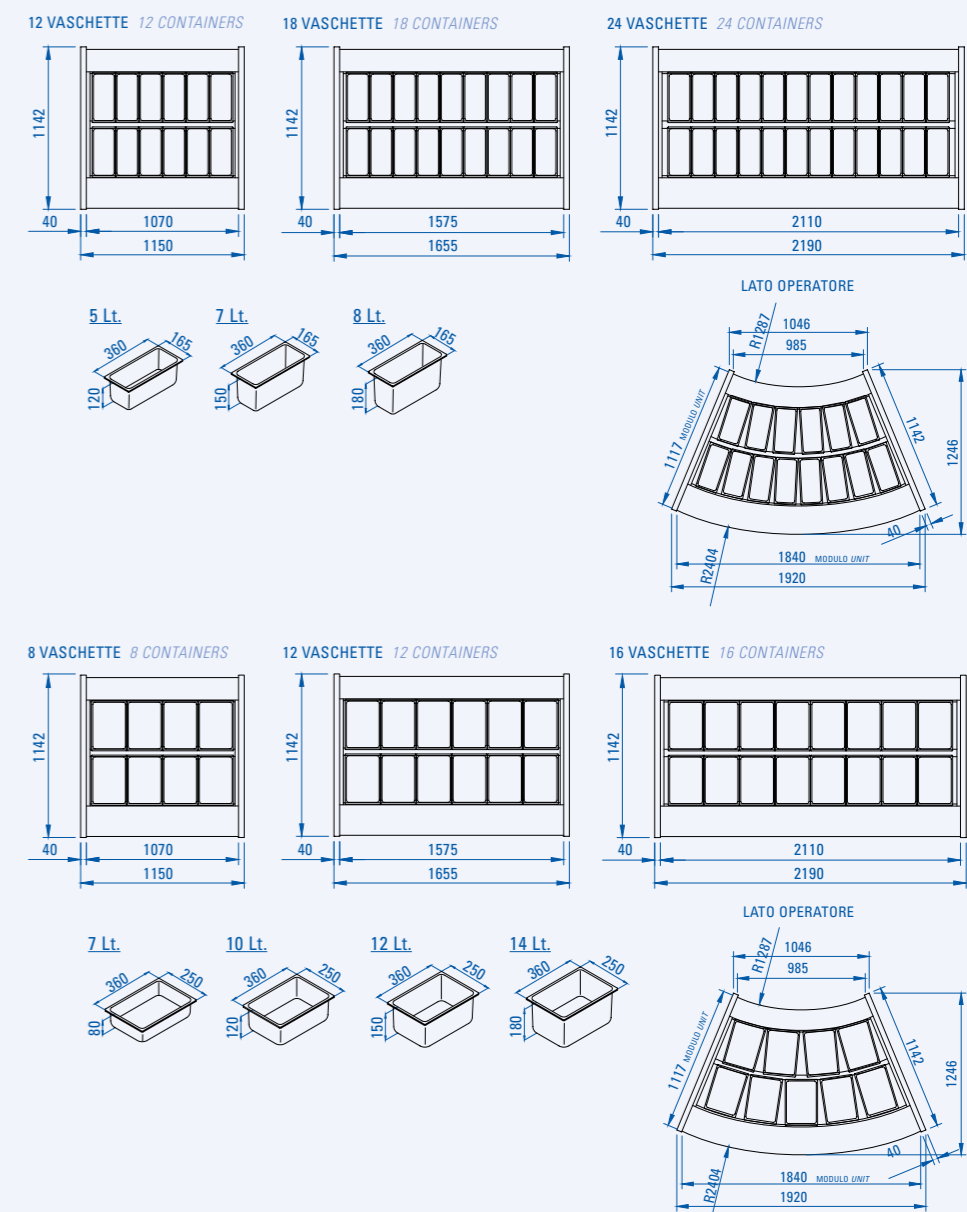 12 VASCHETTE 12 CONTAINERS
18 VASCHETTE 18 CONTAINERS
24 VASCHETTE 24 CONTAINERS
1142
1142
1142
40
1070
1150
40
1575
1655
40
2110
2190
5 Lt.
360
165
120
7 Lt.
360
165
150
8 Lt.
360
165
180
LATO OPERATORE
R1287
1046
985
1117 MODULO UNIT
1142
1246
40
R2404
1840 MODULO UNIT
1920
8 VASCHETTE 8 CONTAINERS
12 VASCHETTE 12 CONTAINERS
16 VASCHETTE 16 CONTAINERS
1142
1142
1142
40
1070
1150
40
1575
1655
40
2110
2190
7 Lt.
360
250
80
10 Lt.
360
250
120
12 Lt.
360
250
150
14 Lt.
360
250
180
LATO OPERATORE
R1287
1046
985
1117 MODULO UNIT
1142
1246
40
R2404
1840 MODULO UNIT
1920